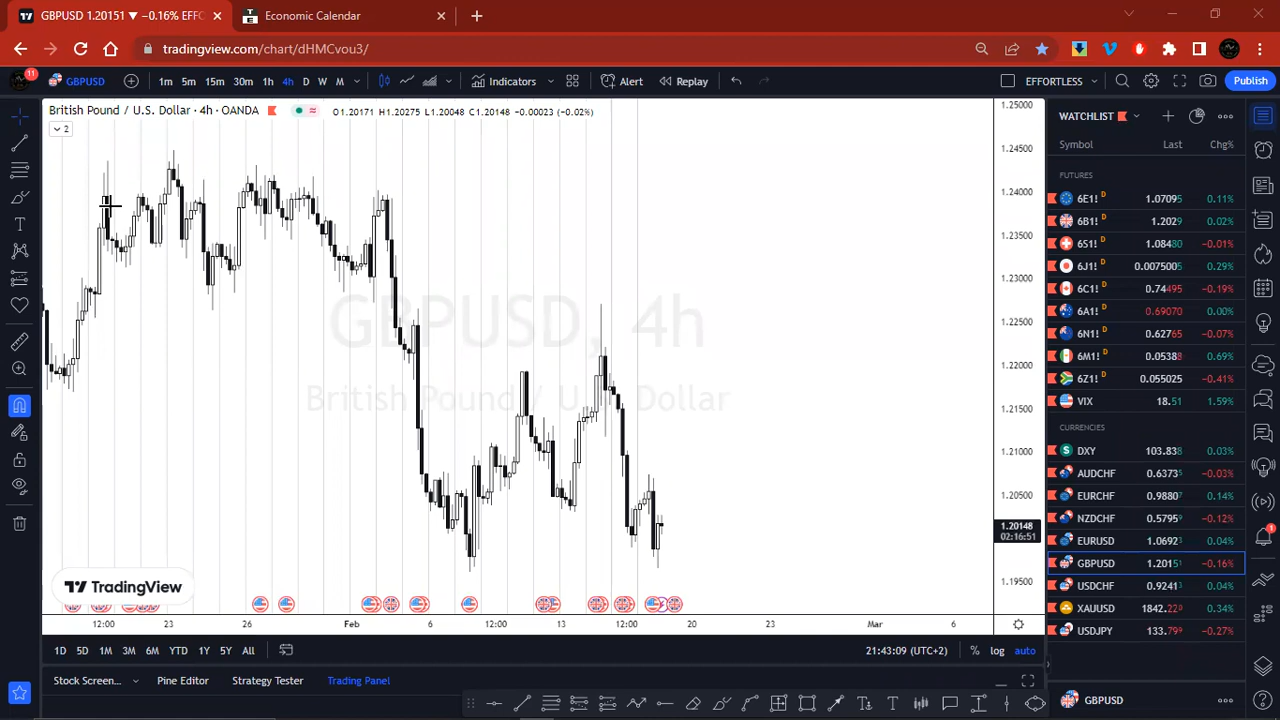 GBPUSD 1.20151 ▼ −0.16% EFFC
Economic Calendar
tradingview.com/chart/dHMCvou3/
11
GBPUSD
1m 5m 15m 30m 1h 4h D W M
Indicators
Alert
Replay
EFFORTLESS
Publish
British Pound / U.S. Dollar · 4h · OANDA
O1.20171 H1.20275 L1.20048 C1.20148 −0.00023 (−0.02%)
2
GBPUSD, 4h
British Pound / U.S. Dollar
TradingView
1.25000
1.24500
1.24000
1.23500
1.23000
1.22500
1.22000
1.21500
1.21000
1.20500
1.20148
02:16:51
1.19500
12:00 23 26 Feb 6 12:00 13 12:00 20 23 Mar 6
1D 5D 1M 3M 6M YTD 1Y 5Y All
21:43:09 (UTC+2)
% log auto
Stock Screen...
Pine Editor
Strategy Tester
Trading Panel
WATCHLIST
Symbol Last Chg%
FUTURES
6E1! D 1.07095 0.11%
6B1! D 1.2029 0.02%
6S1! D 1.08480 −0.01%
6J1! D 0.0075005 0.29%
6C1! D 0.74495 −0.19%
6A1! D 0.69070 0.00%
6N1! D 0.62765 −0.07%
6M1! D 0.05388 0.69%
6Z1! D 0.055025 −0.41%
VIX 18.51 1.59%
CURRENCIES
DXY 103.838 0.03%
AUDCHF 0.63735 −0.03%
EURCHF 0.98807 0.14%
NZDCHF 0.57959 −0.12%
EURUSD 1.06923 0.04%
GBPUSD 1.20151 −0.16%
USDCHF 0.92413 0.04%
XAUUSD 1842.220 0.34%
USDJPY 133.799 −0.27%
1
GBPUSD